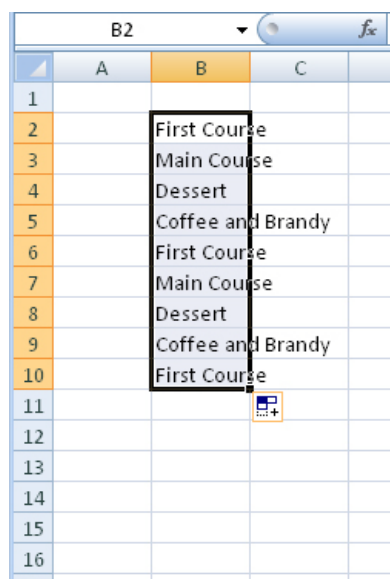 B2 fx
A B C
1
2 First Course
3 Main Course
4 Dessert
5 Coffee and Brandy
6 First Course
7 Main Course
8 Dessert
9 Coffee and Brandy
10 First Course
11
12
13
14
15
16